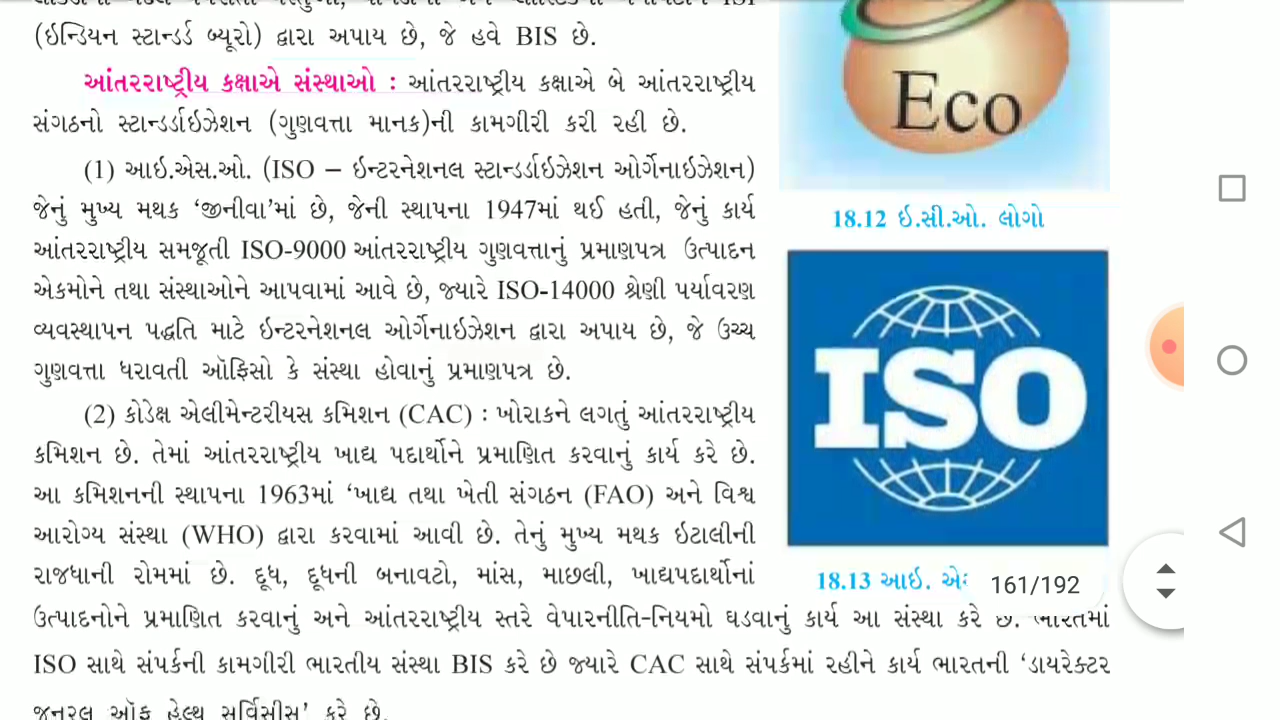 (ઇન્ડિયન સ્ટાન્ડર્ડ બ્યૂરો) દ્વારા અપાય છે, જે હવે BIS છે.
આંતરરાષ્ટ્રીય કક્ષાએ સંસ્થાઓ : આંતરરાષ્ટ્રીય કક્ષાએ બે આંતરરાષ્ટ્રીય
સંગઠનો સ્ટાન્ડર્ડાઇઝેશન (ગુણવત્તા માનક)ની કામગીરી કરી રહી છે.
(1) આઇ.એસ.ઓ. (ISO – ઇન્ટરનેશનલ સ્ટાન્ડર્ડાઇઝેશન ઓર્ગેનાઇઝેશન)
જેનું મુખ્ય મથક ‘જીનીવા’માં છે, જેની સ્થાપના 1947માં થઈ હતી, જેનું કાર્ય
આંતરરાષ્ટ્રીય સમજૂતી ISO-9000 આંતરરાષ્ટ્રીય ગુણવત્તાનું પ્રમાણપત્ર ઉત્પાદન
એકમોને તથા સંસ્થાઓને આપવામાં આવે છે, જ્યારે ISO-14000 શ્રેણી પર્યાવરણ
વ્યવસ્થાપન પદ્ધતિ માટે ઇન્ટરનેશનલ ઓર્ગેનાઇઝેશન દ્વારા અપાય છે, જે ઉચ્ચ
ગુણવત્તા ધરાવતી ઑફિસો કે સંસ્થા હોવાનું પ્રમાણપત્ર છે.
(2) કોડેક્ષ એલીમેન્ટરીયસ કમિશન (CAC) : ખોરાકને લગતું આંતરરાષ્ટ્રીય
કમિશન છે. તેમાં આંતરરાષ્ટ્રીય ખાદ્ય પદાર્થોને પ્રમાણિત કરવાનું કાર્ય કરે છે.
આ કમિશનની સ્થાપના 1963માં ‘ખાદ્ય તથા ખેતી સંગઠન (FAO) અને વિશ્વ
આરોગ્ય સંસ્થા (WHO) દ્વારા કરવામાં આવી છે. તેનું મુખ્ય મથક ઇટાલીની
રાજધાની રોમમાં છે. દૂધ, દૂધની બનાવટો, માંસ, માછલી, ખાદ્યપદાર્થોનાં
ઉત્પાદનોને પ્રમાણિત કરવાનું અને આંતરરાષ્ટ્રીય સ્તરે વેપારનીતિ-નિયમો ઘડવાનું કાર્ય આ સંસ્થા કરે છે. ભારતમાં
ISO સાથે સંપર્કની કામગીરી ભારતીય સંસ્થા BIS કરે છે જ્યારે CAC સાથે સંપર્કમાં રહીને કાર્ય ભારતની ‘ડાયરેક્ટર
જનરલ ઑફ હેલ્થ સર્વિસીસ’ કરે છે.
Eco
18.12 ઇ.સી.ઓ. લોગો
ISO
18.13 આઇ.
161/192